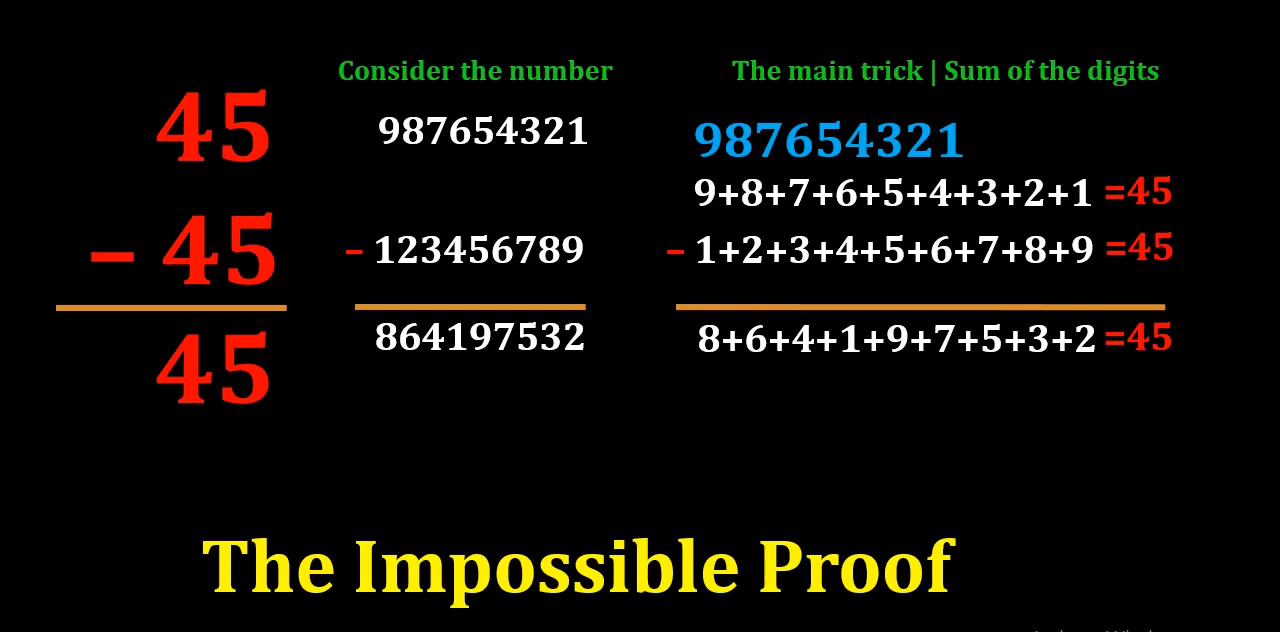 Consider the number
The main trick | Sum of the digits
45
987654321
987654321
9+8+7+6+5+4+3+2+1 =45
– 45
– 123456789
– 1+2+3+4+5+6+7+8+9 =45
45
864197532
8+6+4+1+9+7+5+3+2 =45
The Impossible Proof